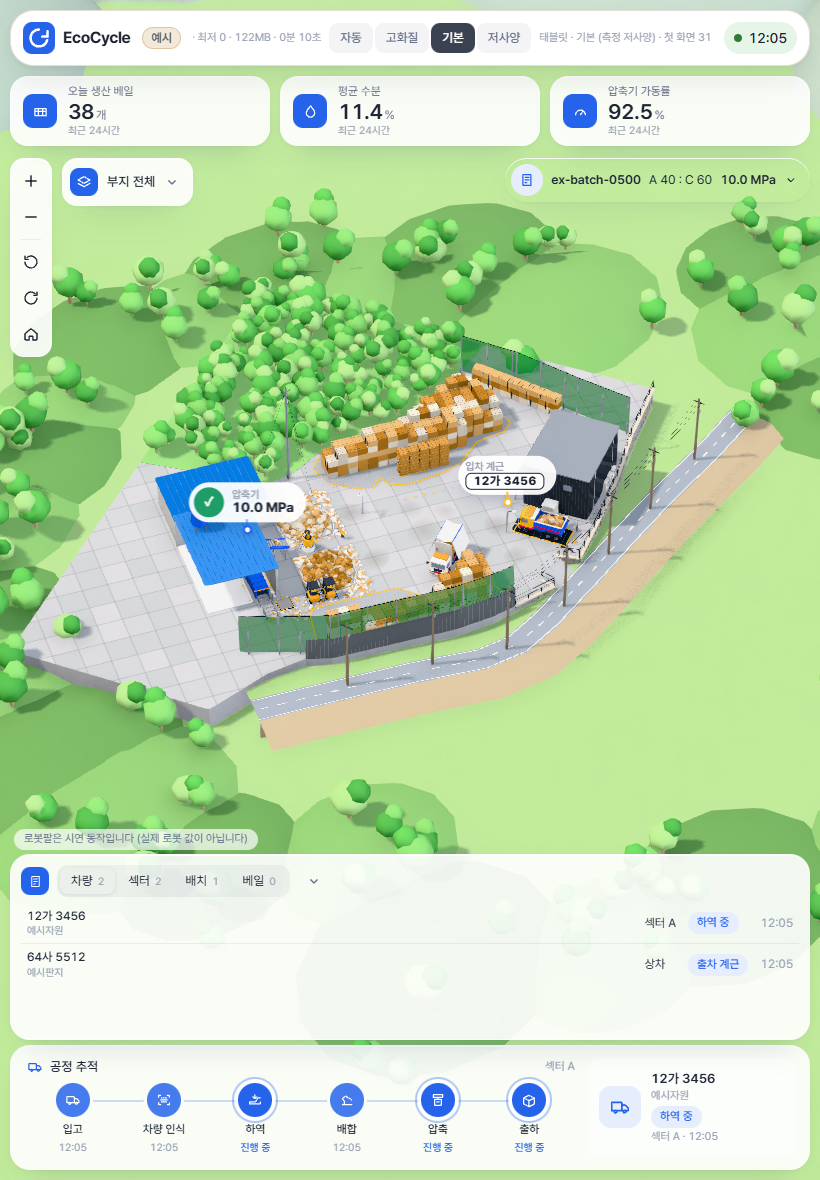 EcoCycle
예시
· 최저 0 · 122MB · 0분 10초
자동
고화질
기본
저사양
태블릿 · 기본 (측정 저사양) · 첫 화면 31
12:05
오늘 생산 베일
38개
최근 24시간
평균 수분
11.4%
최근 24시간
압축기 가동률
92.5%
최근 24시간
부지 전체
ex-batch-0500 A 40 : C 60 10.0 MPa
입차 계근
12가 3456
압축기
10.0 MPa
로봇팔은 시연 동작입니다 (실제 로봇 값이 아닙니다)
차량 2
섹터 2
배치 1
베일 0
12가 3456
예시자원
섹터 A
하역 중
12:05
64사 5512
예시판지
상차
출차 계근
12:05
공정 추적
섹터 A
입고
12:05
차량 인식
12:05
하역
진행 중
배합
12:05
압축
진행 중
출하
진행 중
12가 3456
예시자원
하역 중
섹터 A · 12:05